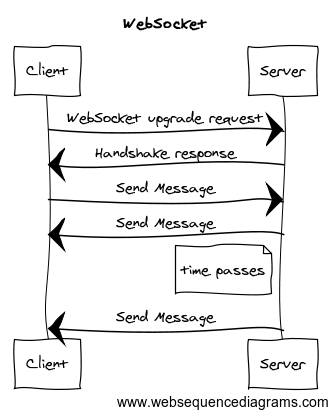 WebSocket
Client
Server
WebSocket upgrade request
Handshake response
Send Message
Send Message
time passes
Send Message
Client
Server
www.websequencediagrams.com